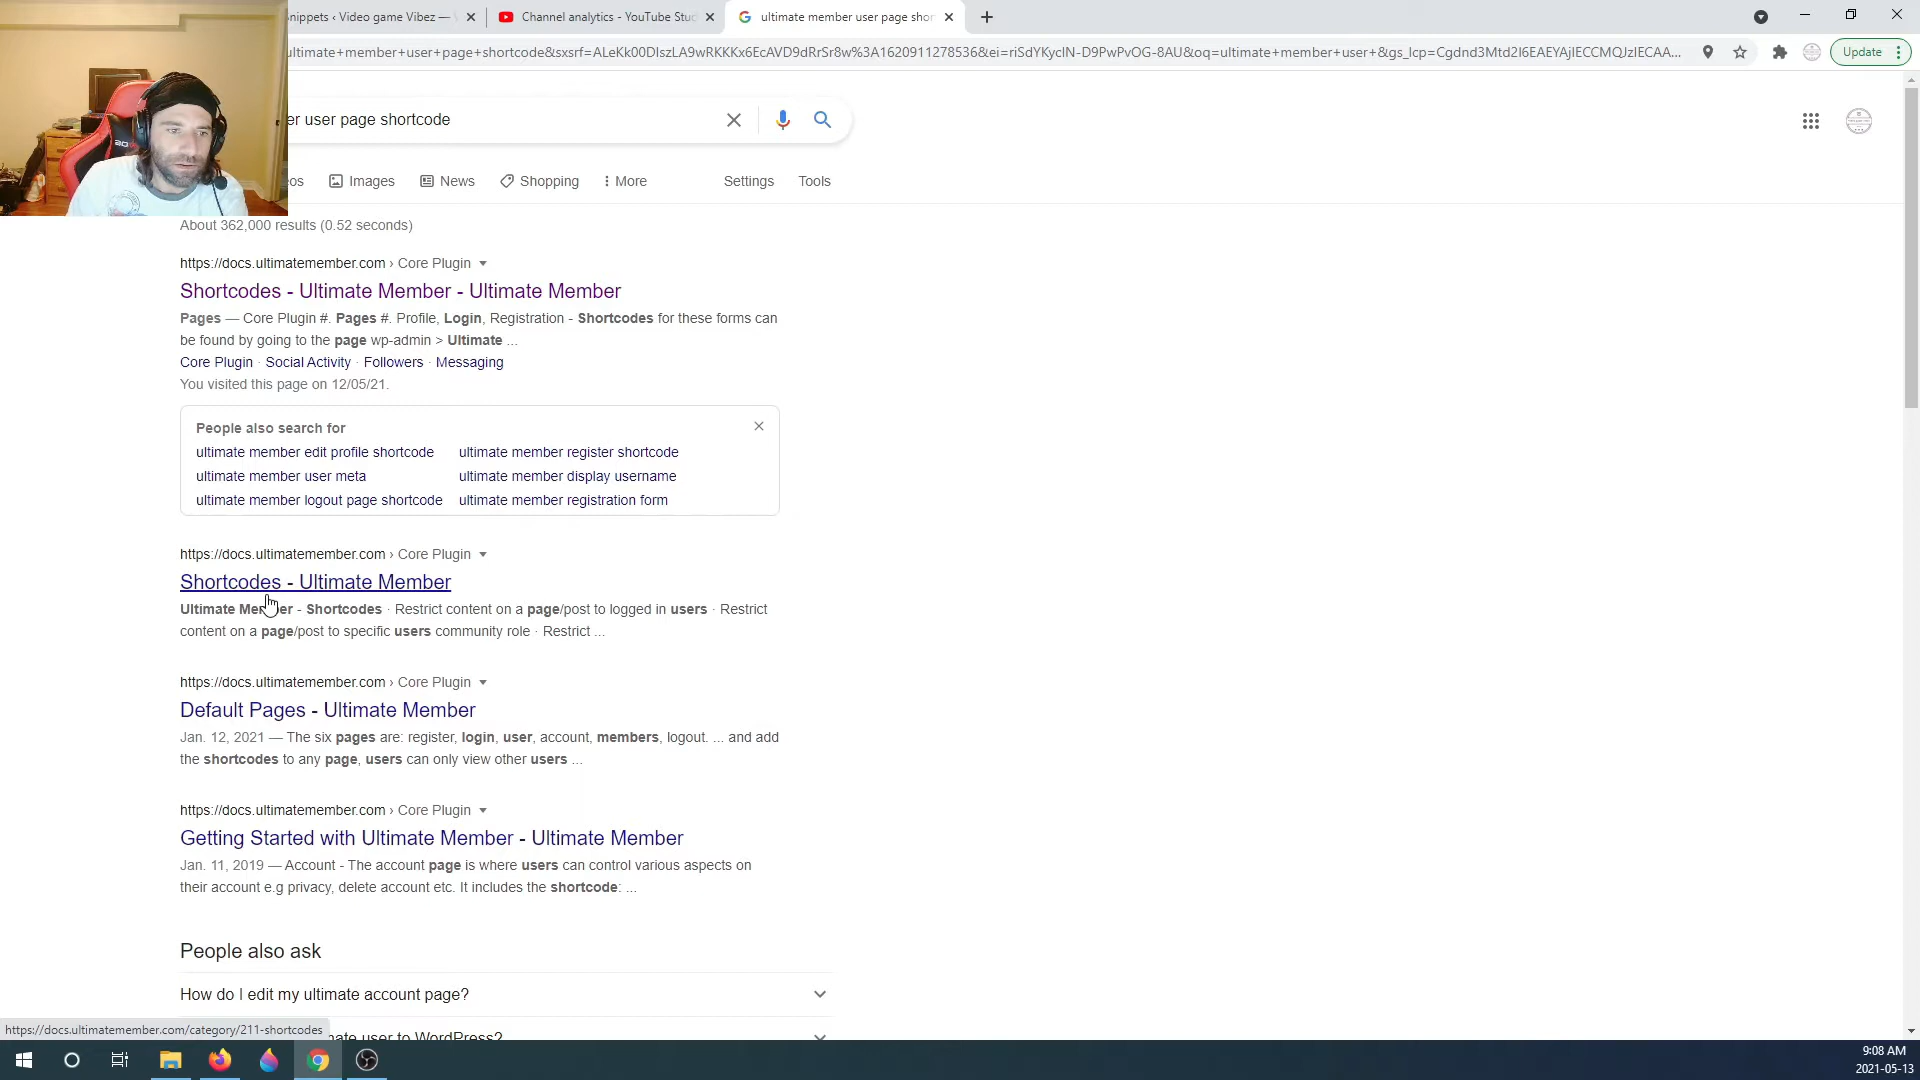 nippets ‹ Video game Vibez —
Channel analytics - YouTube Stud
ultimate member user page shor
ultimate+member+user+page+shortcode&sxsrf=ALeKk00DIszLA9wRKKKx6EcAVD9dRrSr8w%3A1620911278536&ei=riSdYKycIN-D9PwPvOG-8AU&oq=ultimate+member+user+&gs_lcp=Cgdnd3Mtd2l6EAEYAjIECCMQJzIECAA...
Update
er user page shortcode
eos
Images
News
Shopping
More
Settings
Tools
About 362,000 results (0.52 seconds)
https://docs.ultimatemember.com › Core Plugin
Shortcodes - Ultimate Member - Ultimate Member
Pages — Core Plugin #. Pages #. Profile, Login, Registration - Shortcodes for these forms can
be found by going to the page wp-admin > Ultimate ...
Core Plugin · Social Activity · Followers · Messaging
You visited this page on 12/05/21.
People also search for
ultimate member edit profile shortcode
ultimate member register shortcode
ultimate member user meta
ultimate member display username
ultimate member logout page shortcode
ultimate member registration form
https://docs.ultimatemember.com › Core Plugin
Shortcodes - Ultimate Member
Ultimate Member - Shortcodes · Restrict content on a page/post to logged in users · Restrict
content on a page/post to specific users community role · Restrict ...
https://docs.ultimatemember.com › Core Plugin
Default Pages - Ultimate Member
Jan. 12, 2021 — The six pages are: register, login, user, account, members, logout. ... and add
the shortcodes to any page, users can only view other users ...
https://docs.ultimatemember.com › Core Plugin
Getting Started with Ultimate Member - Ultimate Member
Jan. 11, 2019 — Account - The account page is where users can control various aspects on
their account e.g privacy, delete account etc. It includes the shortcode: ...
People also ask
How do I edit my ultimate account page?
https://docs.ultimatemember.com/category/211-shortcodes
mate user to WordPress?
9:08 AM
2021-05-13